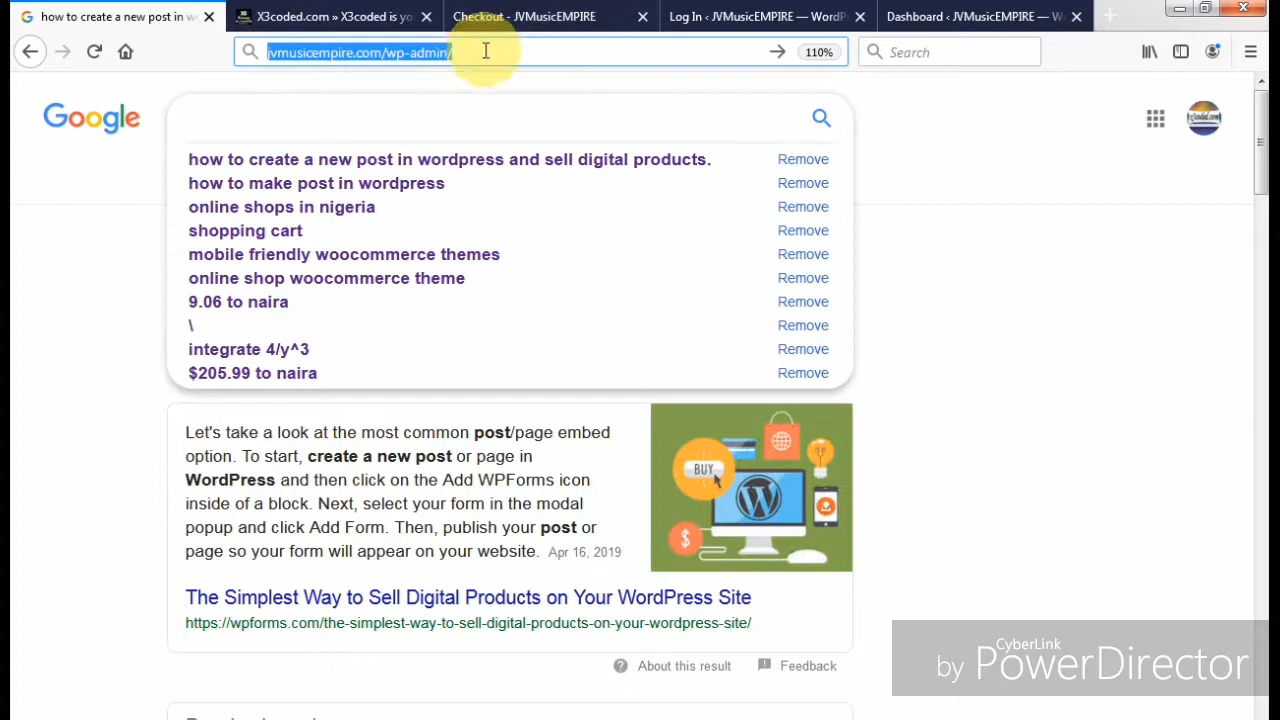 how to create a new post in w
X3coded.com » X3coded is yo
Checkout - JVMusicEMPIRE
Log In ‹ JVMusicEMPIRE — WordP
Dashboard ‹ JVMusicEMPIRE — W
jvmusicempire.com/wp-admin/
110%
Search
Google
how to create a new post in wordpress and sell digital products. Remove
how to make post in wordpress Remove
online shops in nigeria Remove
shopping cart Remove
mobile friendly woocommerce themes Remove
online shop woocommerce theme Remove
9.06 to naira Remove
\ Remove
integrate 4/y^3 Remove
$205.99 to naira Remove
Let's take a look at the most common post/page embed
option. To start, create a new post or page in
WordPress and then click on the Add WPForms icon
inside of a block. Next, select your form in the modal
popup and click Add Form. Then, publish your post or
page so your form will appear on your website. Apr 16, 2019
BUY
The Simplest Way to Sell Digital Products on Your WordPress Site
https://wpforms.com/the-simplest-way-to-sell-digital-products-on-your-wordpress-site/
About this result Feedback
CyberLink
by PowerDirector